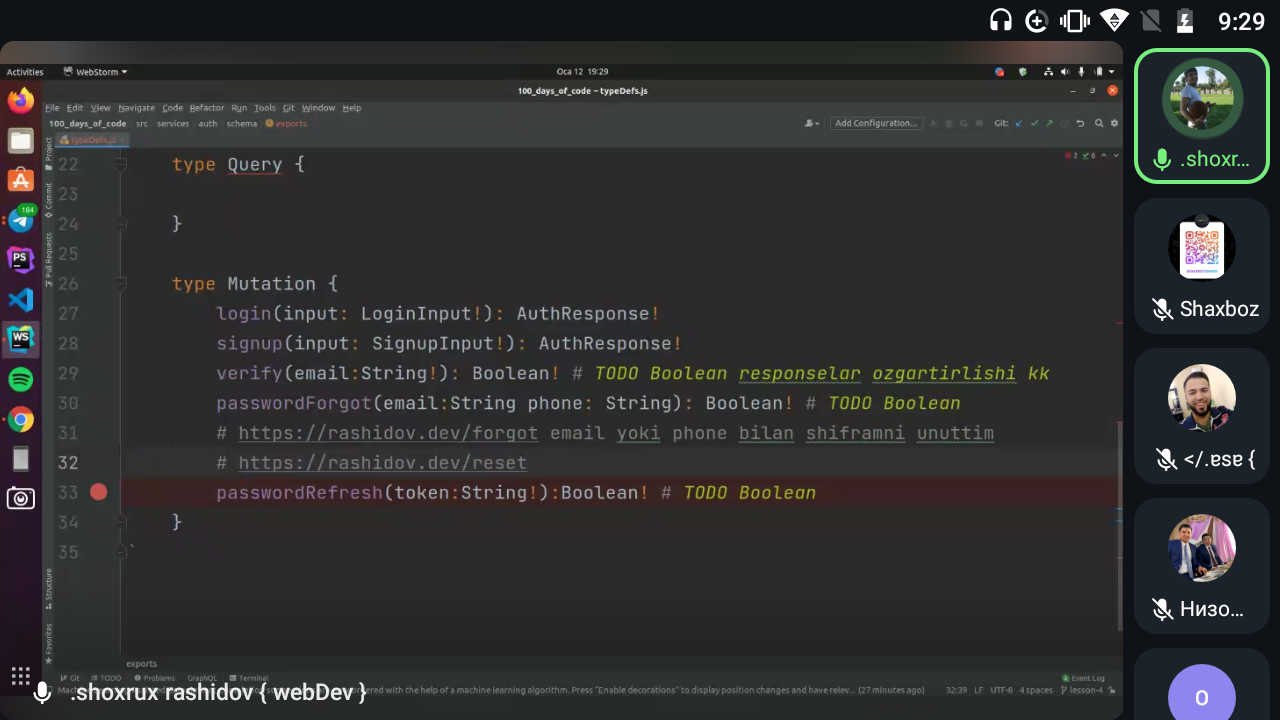 9:29
Activities
WebStorm
Oca 12 19:29
100_days_of_code – typeDefs.js
File Edit View Navigate Code Refactor Run Tools Git Window Help
100_days_of_code src services auth schema exports
Add Configuration...
Git:
typeDefs.js
2 6
184
PS
WS
Project
Commit
Pull Requests
Structure
Favorites
22 type Query {
23
24 }
25
26 type Mutation {
27 login(input: LoginInput!): AuthResponse!
28 signup(input: SignupInput!): AuthResponse!
29 verify(email:String!): Boolean! # TODO Boolean responselar ozgartirlishi kk
30 passwordForgot(email:String phone: String): Boolean! # TODO Boolean
31 # https://rashidov.dev/forgot email yoki phone bilan shiframni unuttim
32 # https://rashidov.dev/reset
33 passwordRefresh(token:String!):Boolean! # TODO Boolean
34 }
35 `
exports
Git TODO Problems GraphQL Terminal
Event Log
ordered with the help of a machine learning algorithm. Press "Enable decorations" to display position changes and have relev... (27 minutes ago)
32:39 LF UTF-8 4 spaces lesson-4
.shoxrux rashidov { webDev }
.shoxr...
Shaxboz
</.ɐsɐ {
Низо...
O